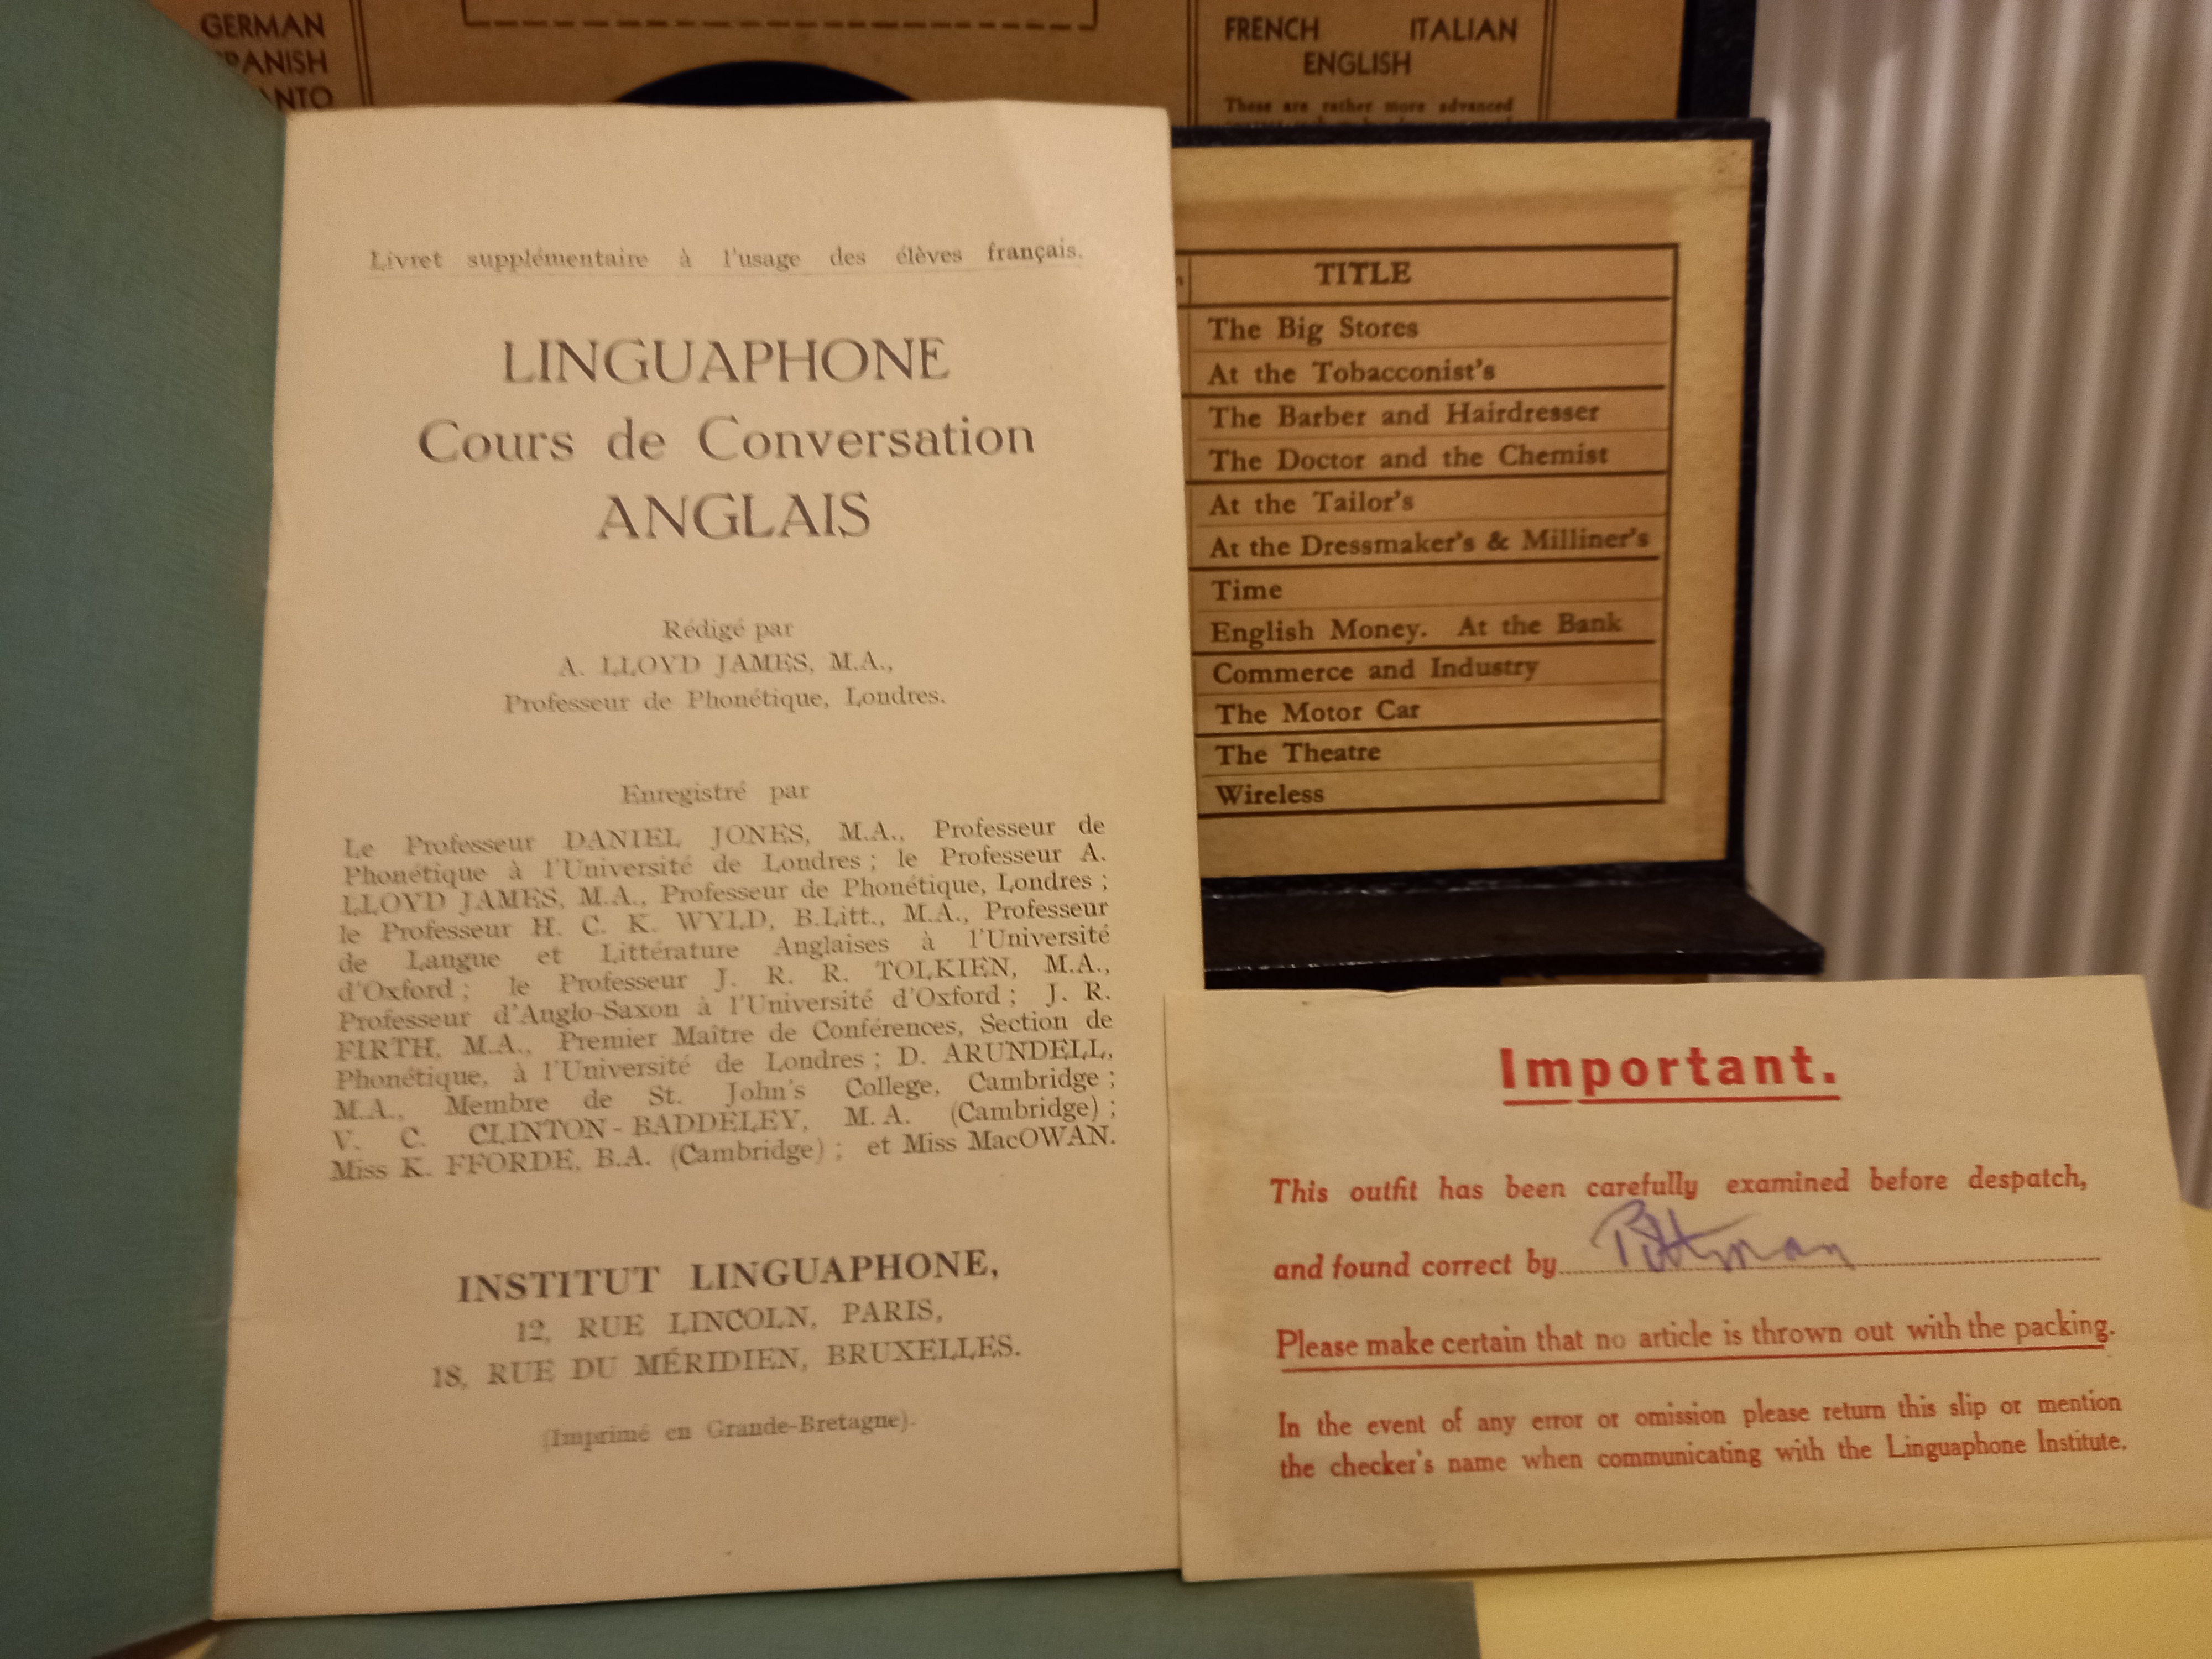 GERMAN
FRENCH ITALIAN
ENGLISH
These are rather more advanced
Livret supplémentaire à l'usage des élèves français.
LINGUAPHONE
Cours de Conversation
ANGLAIS
Rédigé par
A. LLOYD JAMES, M.A.,
Professeur de Phonétique, Londres.
Enregistré par
Le Professeur DANIEL JONES, M.A., Professeur de
Phonétique à l'Université de Londres ; le Professeur A.
LLOYD JAMES, M.A., Professeur de Phonétique, Londres ;
le Professeur H. C. K. WYLD, B.Litt., M.A., Professeur
de Langue et Littérature Anglaises à l'Université
d'Oxford ; le Professeur J. R. R. TOLKIEN, M.A.,
Professeur d'Anglo-Saxon à l'Université d'Oxford ; J. R.
FIRTH, M.A., Premier Maître de Conférences, Section de
Phonétique, à l'Université de Londres ; D. ARUNDELL,
M.A., Membre de St. John's College, Cambridge ;
V. C. CLINTON-BADDELEY, M.A. (Cambridge) ;
Miss K. FFORDE, B.A. (Cambridge) ; et Miss MacOWAN.
INSTITUT LINGUAPHONE,
12, RUE LINCOLN, PARIS,
18, RUE DU MÉRIDIEN, BRUXELLES.
(Imprimé en Grande-Bretagne).
TITLE
The Big Stores
At the Tobacconist's
The Barber and Hairdresser
The Doctor and the Chemist
At the Tailor's
At the Dressmaker's & Milliner's
Time
English Money. At the Bank
Commerce and Industry
The Motor Car
The Theatre
Wireless
Important.
This outfit has been carefully examined before despatch,
and found correct by Pittman
Please make certain that no article is thrown out with the packing.
In the event of any error or omission please return this slip or mention
the checker's name when communicating with the Linguaphone Institute.